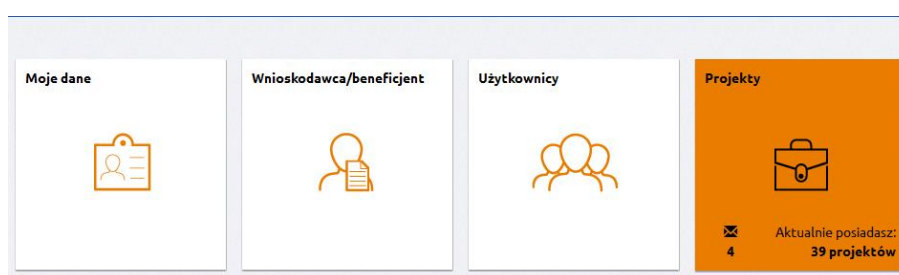 Moje dane
Wnioskodawca/beneficjent
Użytkownicy
Projekty
Aktualnie posiadasz:
4 39 projektów